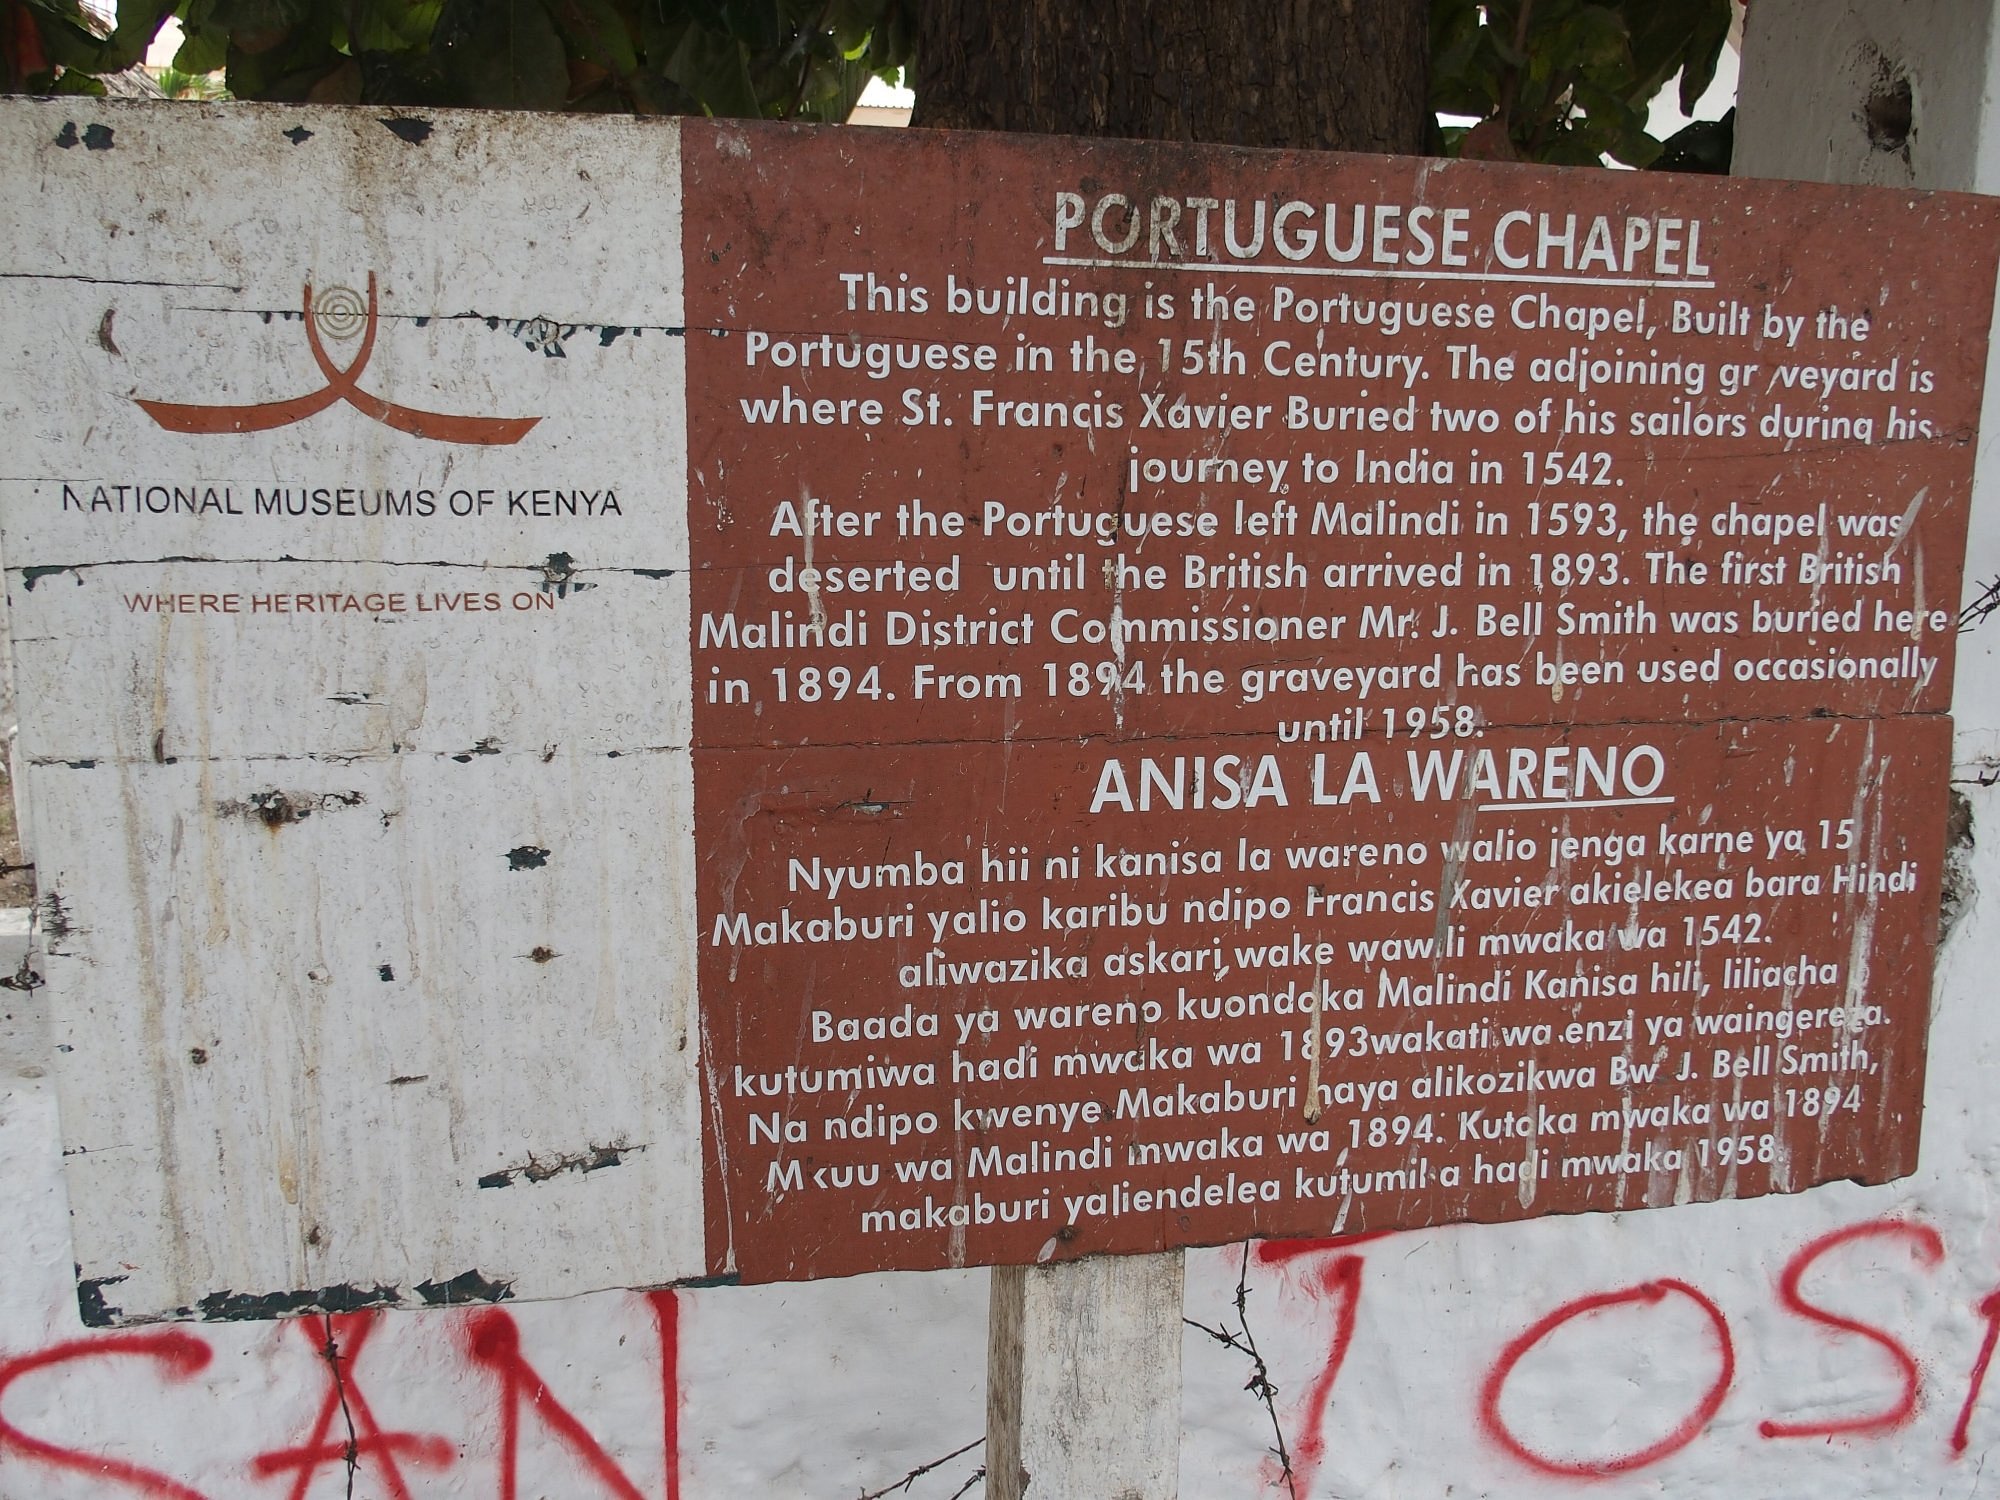 NATIONAL MUSEUMS OF KENYA
WHERE HERITAGE LIVES ON
PORTUGUESE CHAPEL
This building is the Portuguese Chapel, Built by the
Portuguese in the 15th Century. The adjoining gr veyard is
where St. Francis Xavier Buried two of his sailors during his
journey to India in 1542.
After the Portuguese left Malindi in 1593, the chapel was
deserted until the British arrived in 1893. The first British
Malindi District Commissioner Mr. J. Bell Smith was buried here
in 1894. From 1894 the graveyard has been used occasionally
until 1958.
ANISA LA WARENO
Nyumba hii ni kanisa la wareno walio jenga karne ya 15
Makaburi yalio karibu ndipo Francis Xavier akielekea bara Hindi
aliwazika askari wake wawili mwaka wa 1542.
Baada ya wareno kuondoka Malindi Kanisa hili, liliacha
kutumiwa hadi mwaka wa 1893wakati wa enzi ya waingereza.
Na ndipo kwenye Makaburi haya alikozikwa Bw J. Bell Smith,
Mkuu wa Malindi mwaka wa 1894. Kutoka mwaka wa 1894
makaburi yaliendelea kutumika hadi mwaka 1958.
SAN TOS